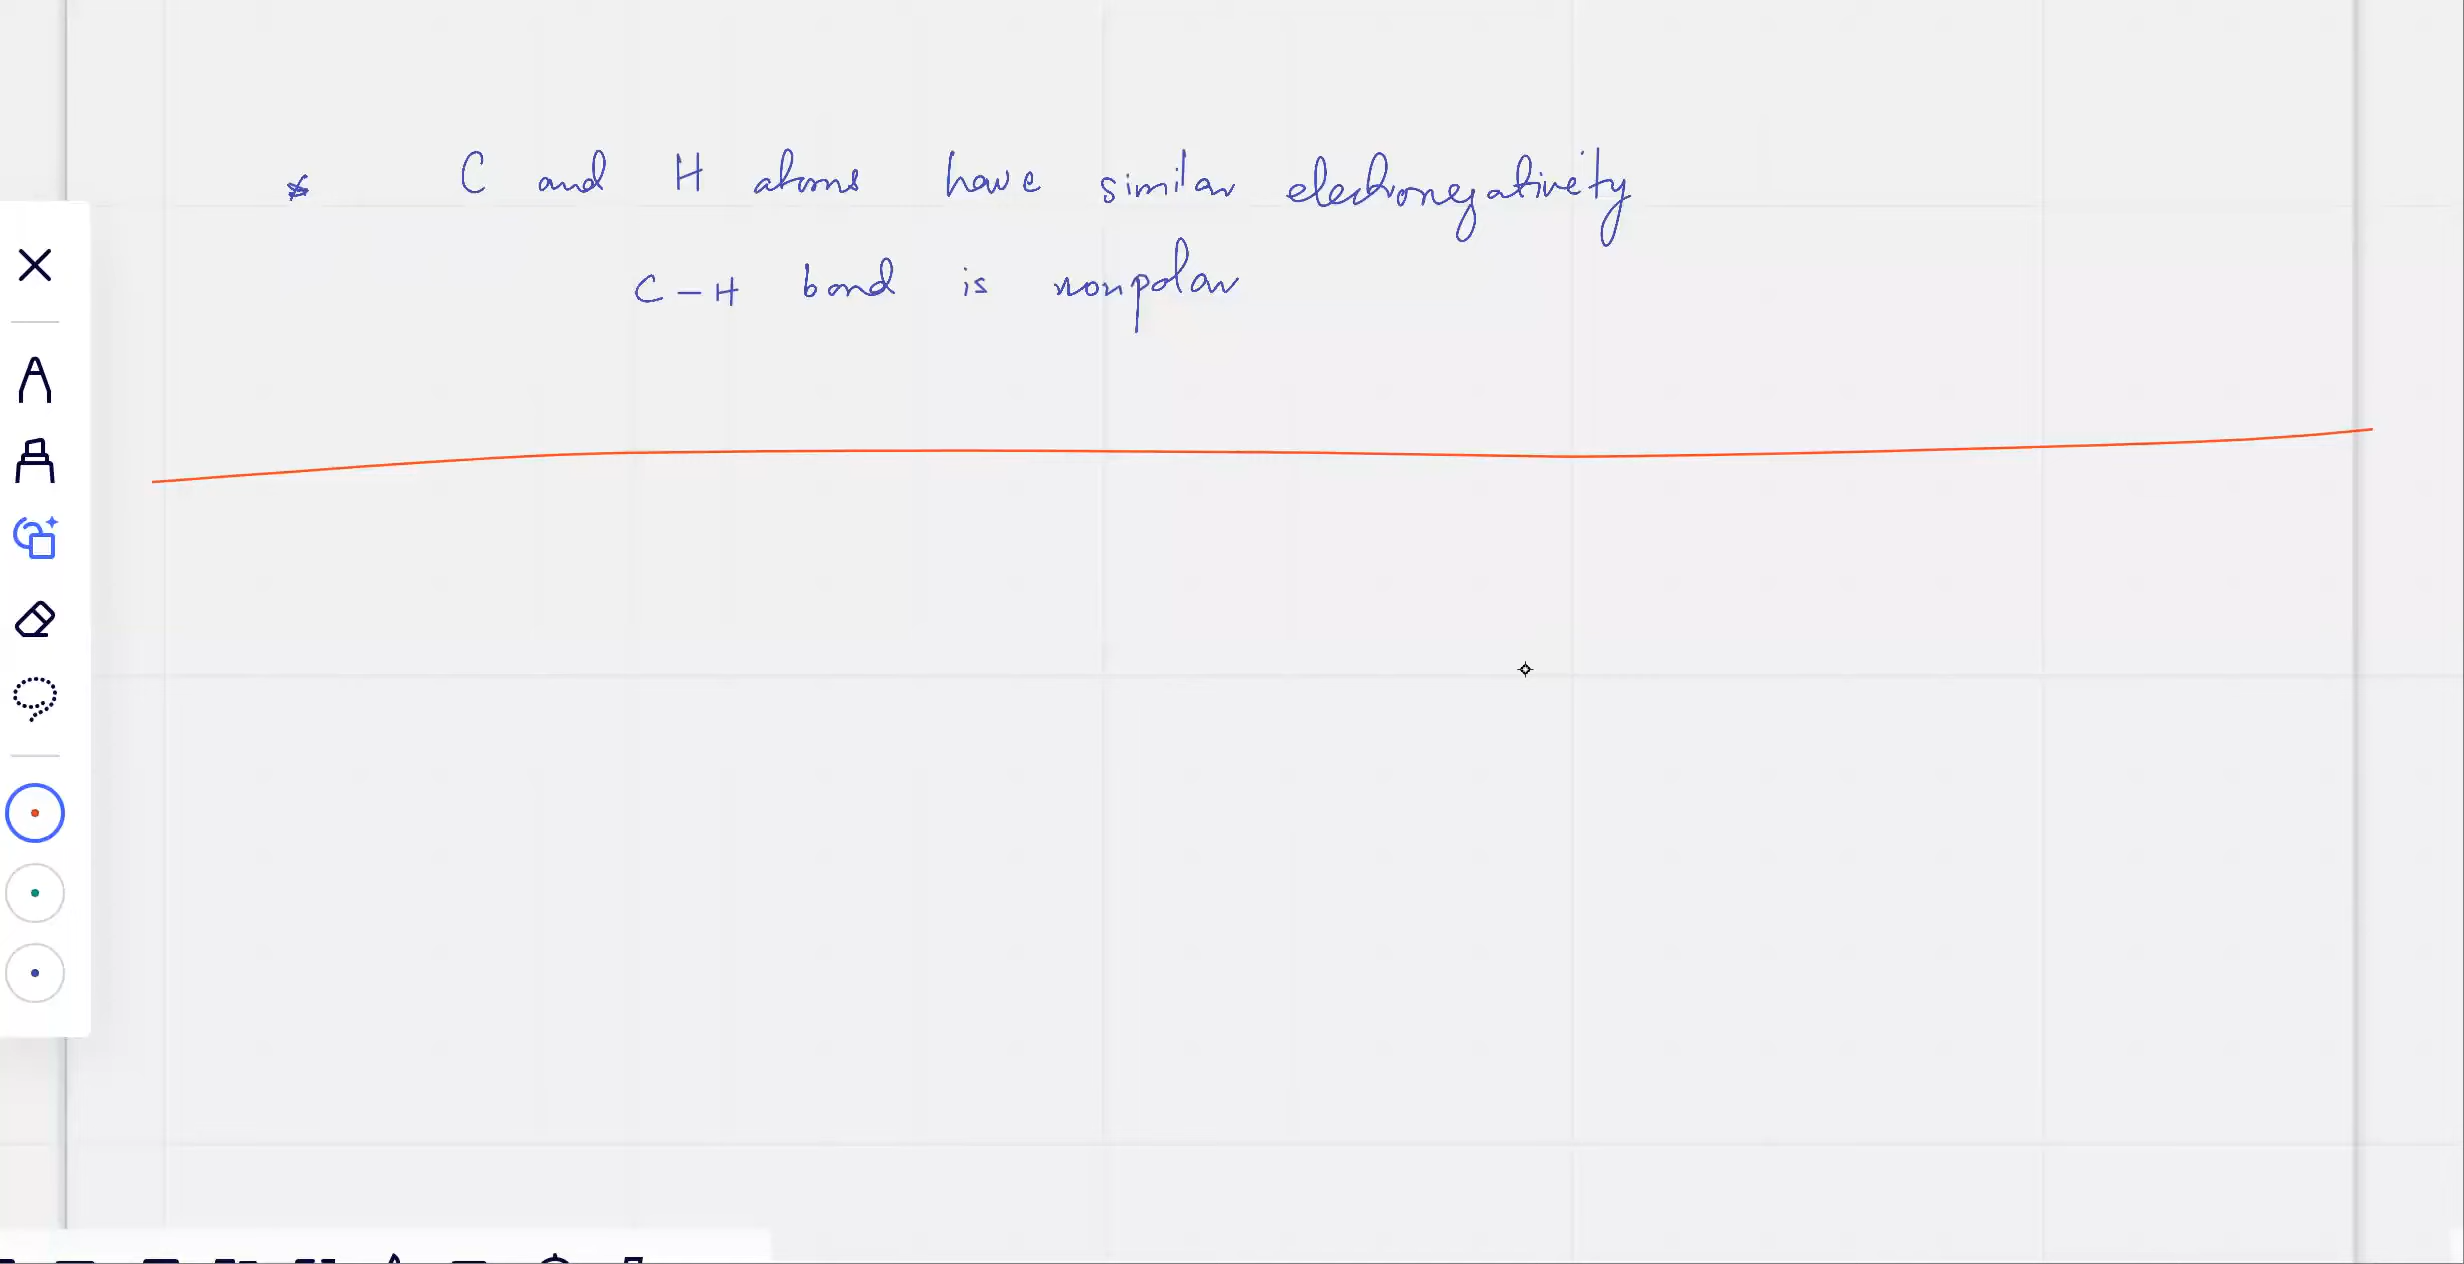 * C and H atoms have similar electronegativity
C - H bond is nonpolar